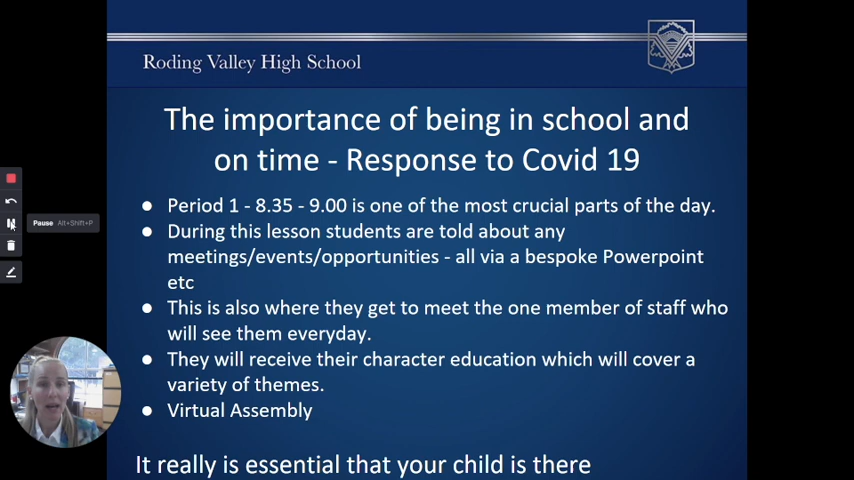 Roding Valley High School
The importance of being in school and
on time - Response to Covid 19
Pause Alt+Shift+P
● Period 1 - 8.35 - 9.00 is one of the most crucial parts of the day.
● During this lesson students are told about any
meetings/events/opportunities - all via a bespoke Powerpoint
etc
● This is also where they get to meet the one member of staff who
will see them everyday.
● They will receive their character education which will cover a
variety of themes.
● Virtual Assembly
It really is essential that your child is there